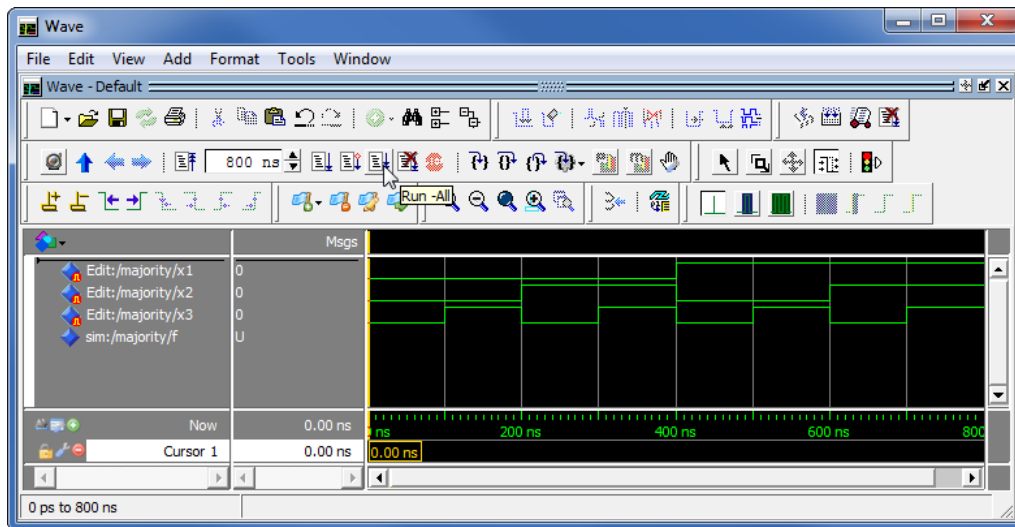 Wave
File Edit View Add Format Tools Window
Wave - Default
800 ns
Run -All
Msgs
Edit:/majority/x1 0
Edit:/majority/x2 0
Edit:/majority/x3 0
sim:/majority/f U
Now 0.00 ns
ns 200 ns 400 ns 600 ns 800
Cursor 1 0.00 ns 0.00 ns
0 ps to 800 ns